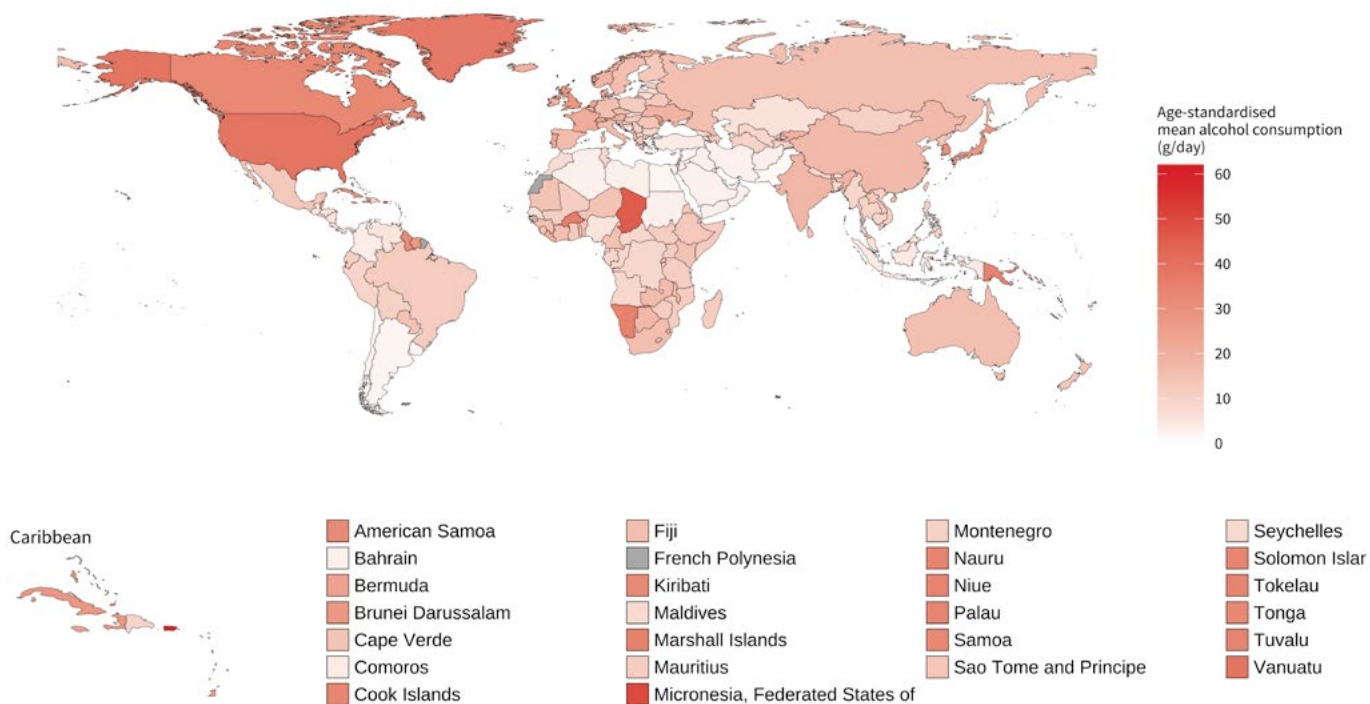 Age-standardised
mean alcohol consumption
(g/day)
60
50
40
30
20
10
0
Caribbean
American Samoa
Bahrain
Bermuda
Brunei Darussalam
Cape Verde
Comoros
Cook Islands
Fiji
French Polynesia
Kiribati
Maldives
Marshall Islands
Mauritius
Micronesia, Federated States of
Montenegro
Nauru
Niue
Palau
Samoa
Sao Tome and Principe
Seychelles
Solomon Islar
Tokelau
Tonga
Tuvalu
Vanuatu